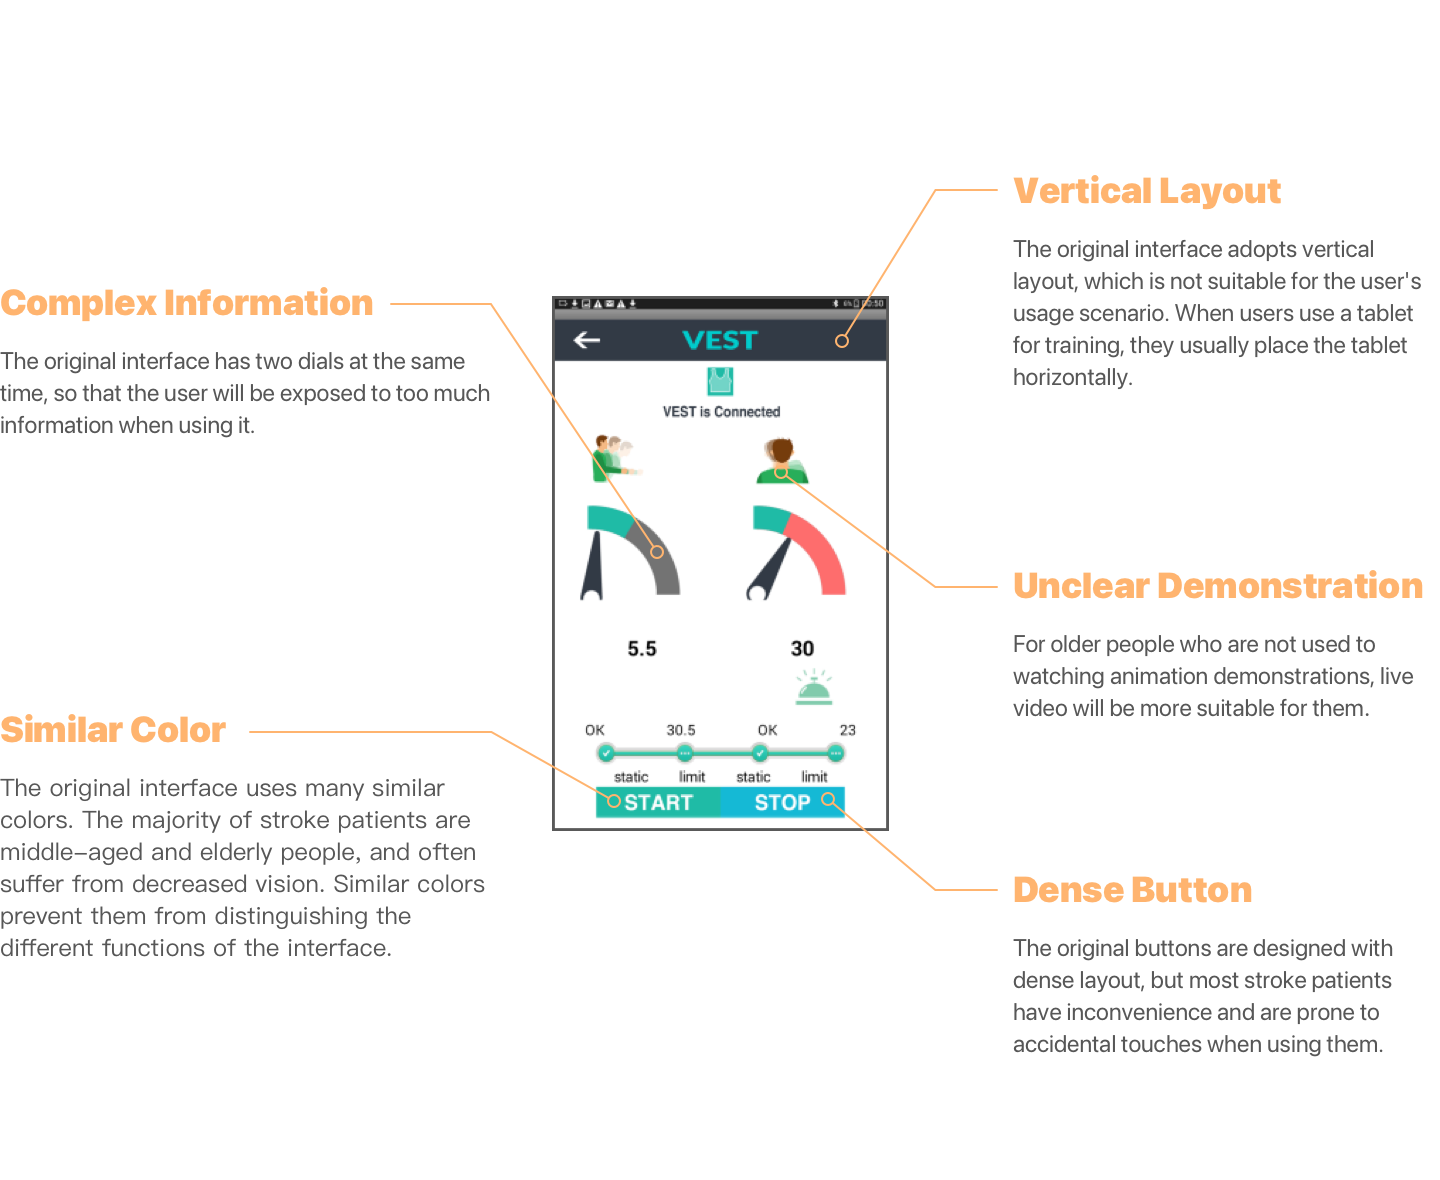 Vertical Layout
The original interface adopts vertical
layout, which is not suitable for the user's
usage scenario. When users use a tablet
for training, they usually place the tablet
horizontally.
Complex Information
The original interface has two dials at the same
time, so that the user will be exposed to too much
information when using it.
VEST
VEST is Connected
5.5
30
OK
30.5
OK
23
static
limit
static
limit
START
STOP
Unclear Demonstration
For older people who are not used to
watching animation demonstrations, live
video will be more suitable for them.
Similar Color
The original interface uses many similar
colors. The majority of stroke patients are
middle-aged and elderly people, and often
suffer from decreased vision. Similar colors
prevent them from distinguishing the
different functions of the interface.
Dense Button
The original buttons are designed with
dense layout, but most stroke patients
have inconvenience and are prone to
accidental touches when using them.